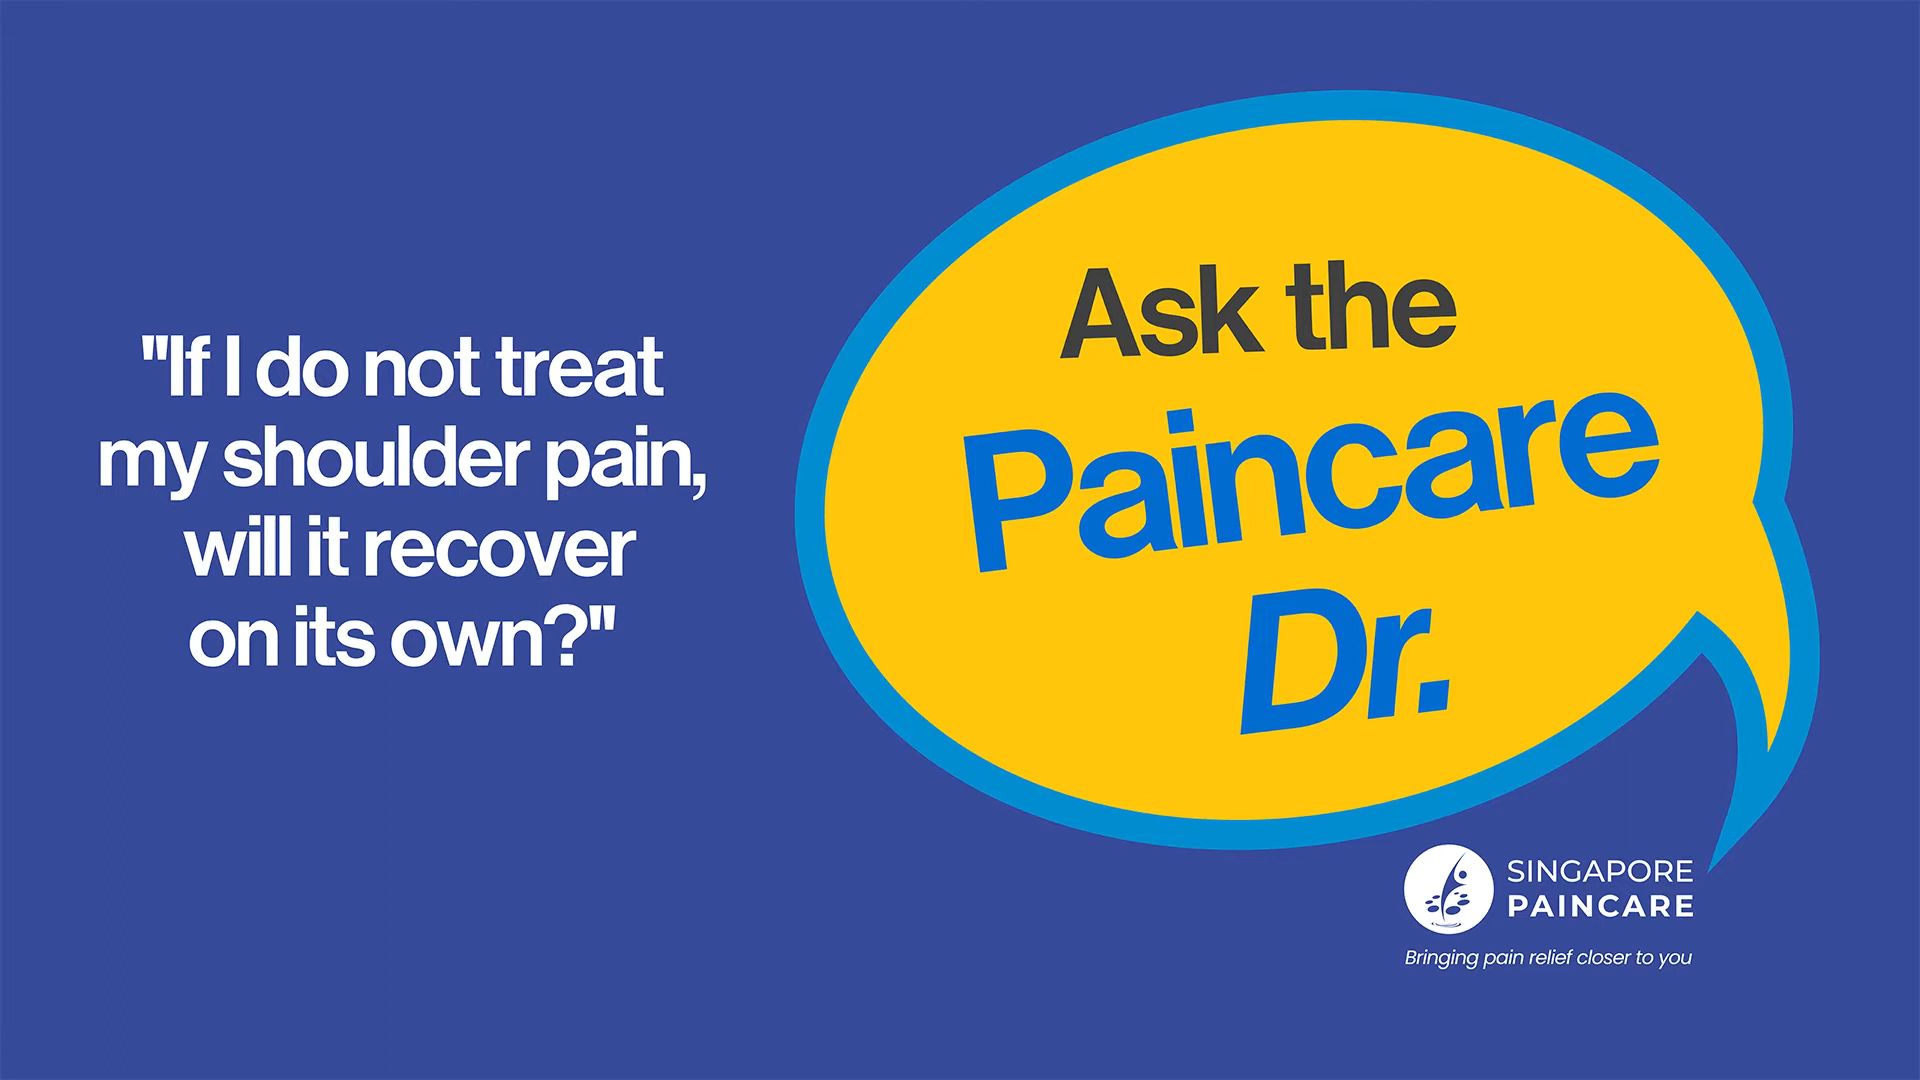 "If I do not treat
my shoulder pain,
will it recover
on its own?"
Ask the
Paincare
Dr.
SINGAPORE
PAINCARE
Bringing pain relief closer to you